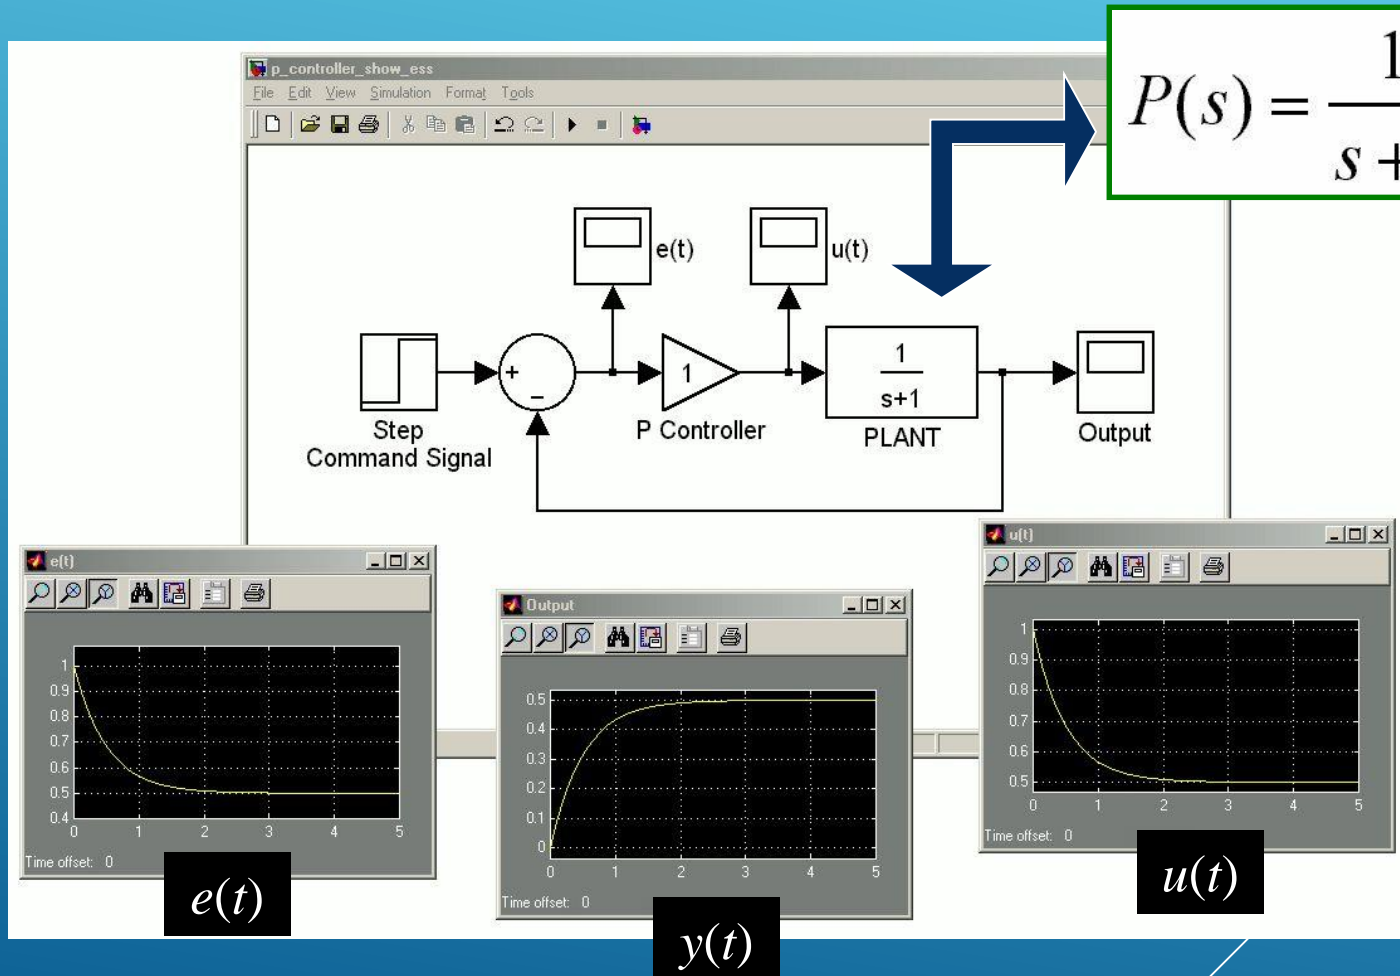 p_controller_show_ess
File Edit View Simulation Format Tools
P(s) = 1
s+
e(t)
u(t)
+
−
1
1
s+1
Step
Command Signal
P Controller
PLANT
Output
e(t)
1
0.9
0.8
0.7
0.6
0.5
0.4
0 1 2 3 4 5
Time offset: 0
e(t)
Output
0.5
0.4
0.3
0.2
0.1
0
0 1 2 3 4 5
Time offset: 0
y(t)
u(t)
1
0.9
0.8
0.7
0.6
0.5
0 1 2 3 4 5
Time offset: 0
u(t)